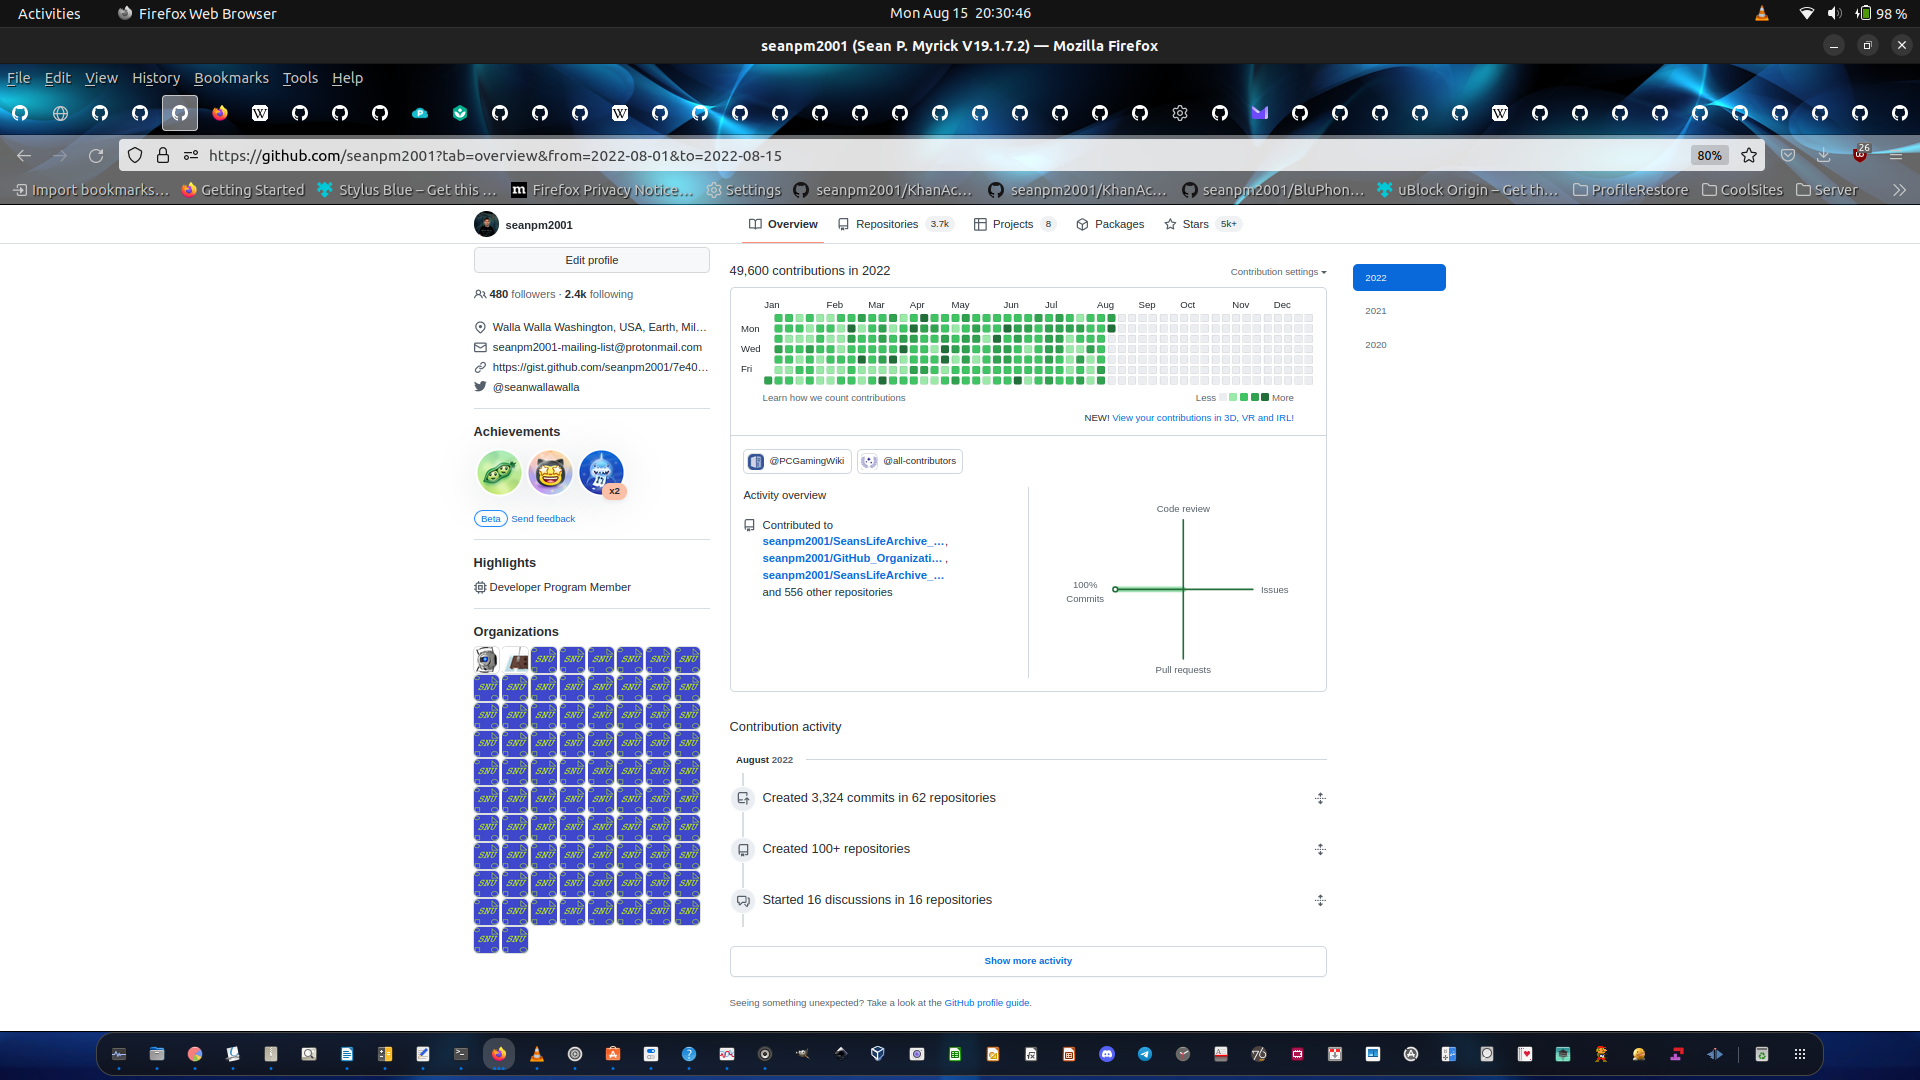 Activities Firefox Web Browser Mon Aug 15 20:30:46 98 %
seanpm2001 (Sean P. Myrick V19.1.7.2) — Mozilla Firefox
File Edit View History Bookmarks Tools Help
https://github.com/seanpm2001?tab=overview&from=2022-08-01&to=2022-08-15 80% 26
Import bookmarks… Getting Started Stylus Blue – Get this … Firefox Privacy Notice… Settings seanpm2001/KhanAc… seanpm2001/KhanAc… seanpm2001/BluPhon… uBlock Origin – Get th… ProfileRestore CoolSites Server
seanpm2001 Overview Repositories 3.7k Projects 8 Packages Stars 5k+
Edit profile
480 followers · 2.4k following
Walla Walla Washington, USA, Earth, Mil…
seanpm2001-mailing-list@protonmail.com
https://gist.github.com/seanpm2001/7e40…
@seanwallawalla
Achievements
x2
Beta Send feedback
Highlights
Developer Program Member
Organizations
49,600 contributions in 2022 Contribution settings
2022
2021
2020
Jan Feb Mar Apr May Jun Jul Aug Sep Oct Nov Dec
Mon
Wed
Fri
Learn how we count contributions Less More
NEW! View your contributions in 3D, VR and IRL!
@PCGamingWiki @all-contributors
Activity overview
Contributed to
seanpm2001/SeansLifeArchive_…,
seanpm2001/GitHub_Organizati… ,
seanpm2001/SeansLifeArchive_…
and 556 other repositories
Code review
100%
Commits
Issues
Pull requests
Contribution activity
August 2022
Created 3,324 commits in 62 repositories
Created 100+ repositories
Started 16 discussions in 16 repositories
Show more activity
Seeing something unexpected? Take a look at the GitHub profile guide.